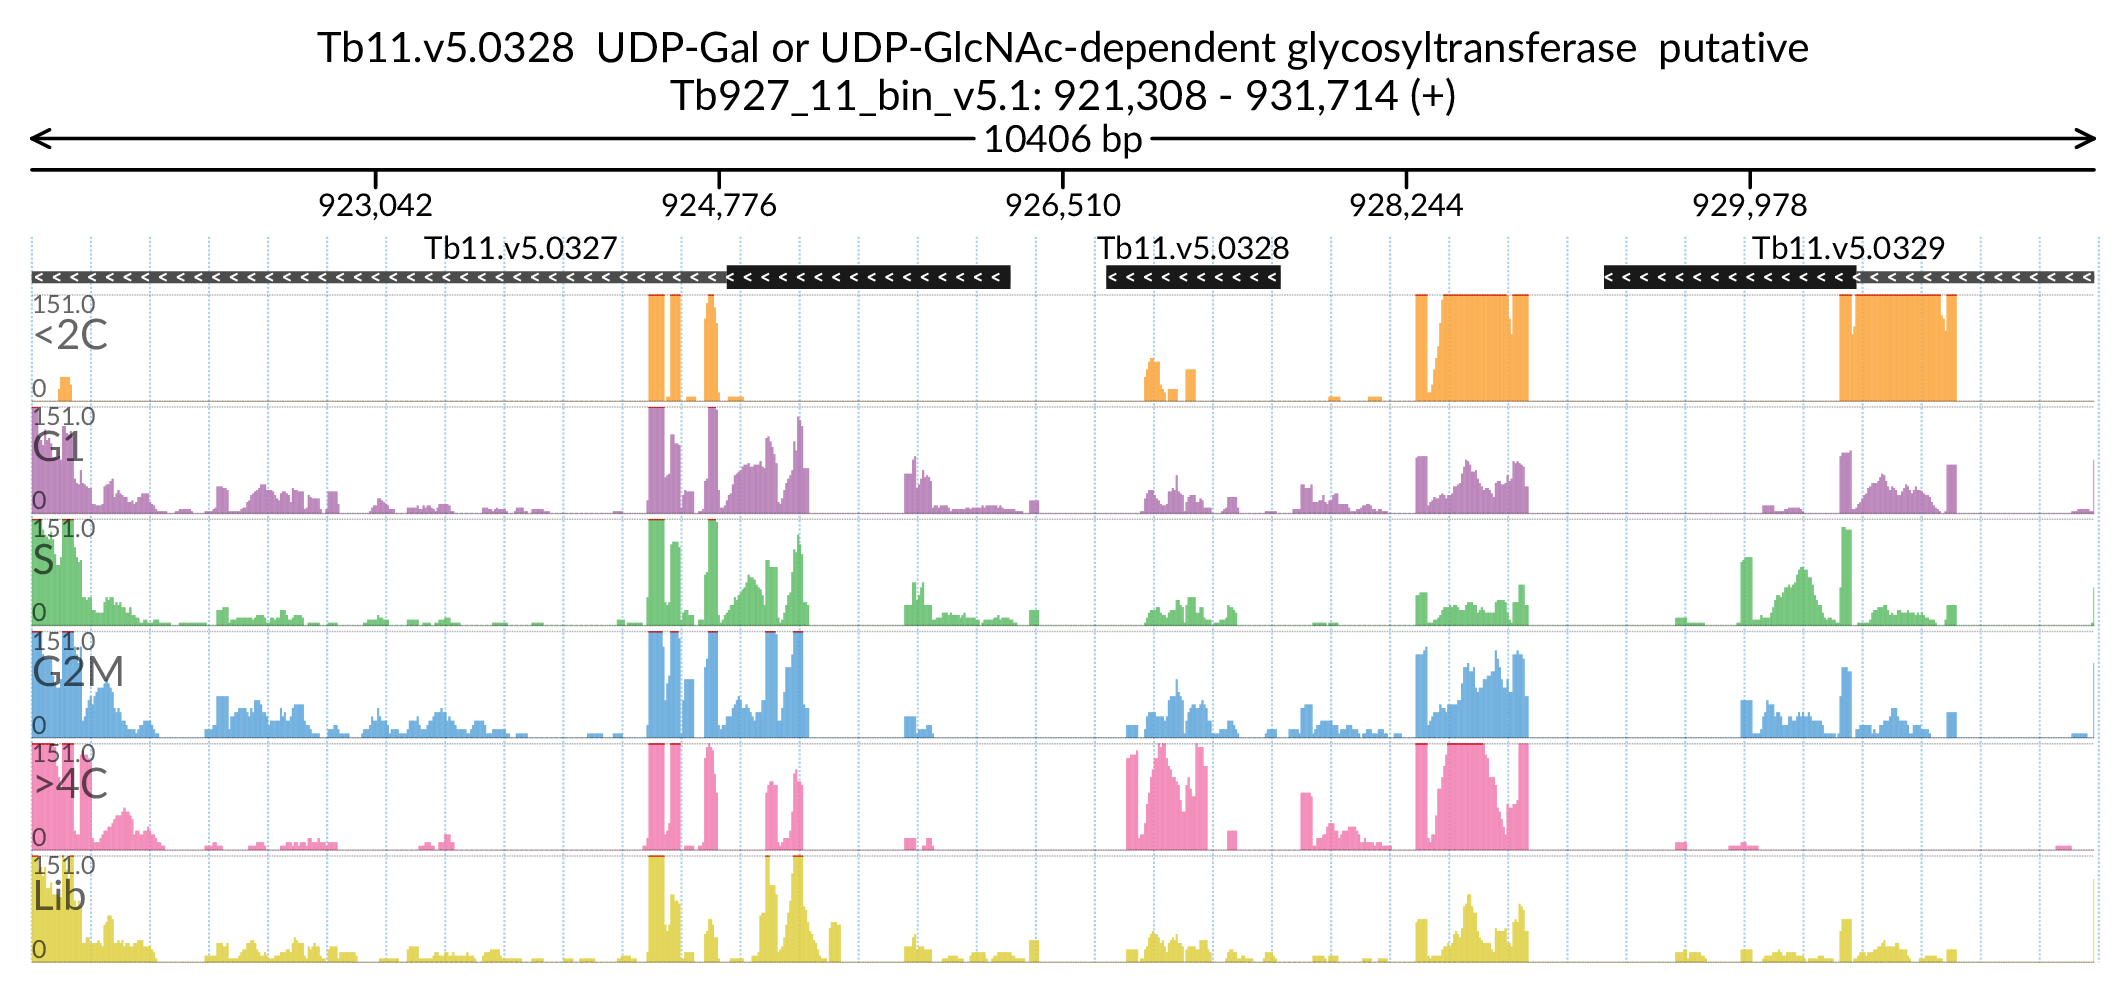 Tb11.v5.0328  UDP-Gal or UDP-GlcNAc-dependent glycosyltransferase  putative
Tb927_11_bin_v5.1: 921,308 - 931,714 (+)
10406 bp
923,042 924,776 926,510 928,244 929,978
Tb11.v5.0327 Tb11.v5.0328 Tb11.v5.0329
151.0
<2C
0
151.0
G1
0
151.0
S
0
151.0
G2M
0
151.0
>4C
0
151.0
Lib
0